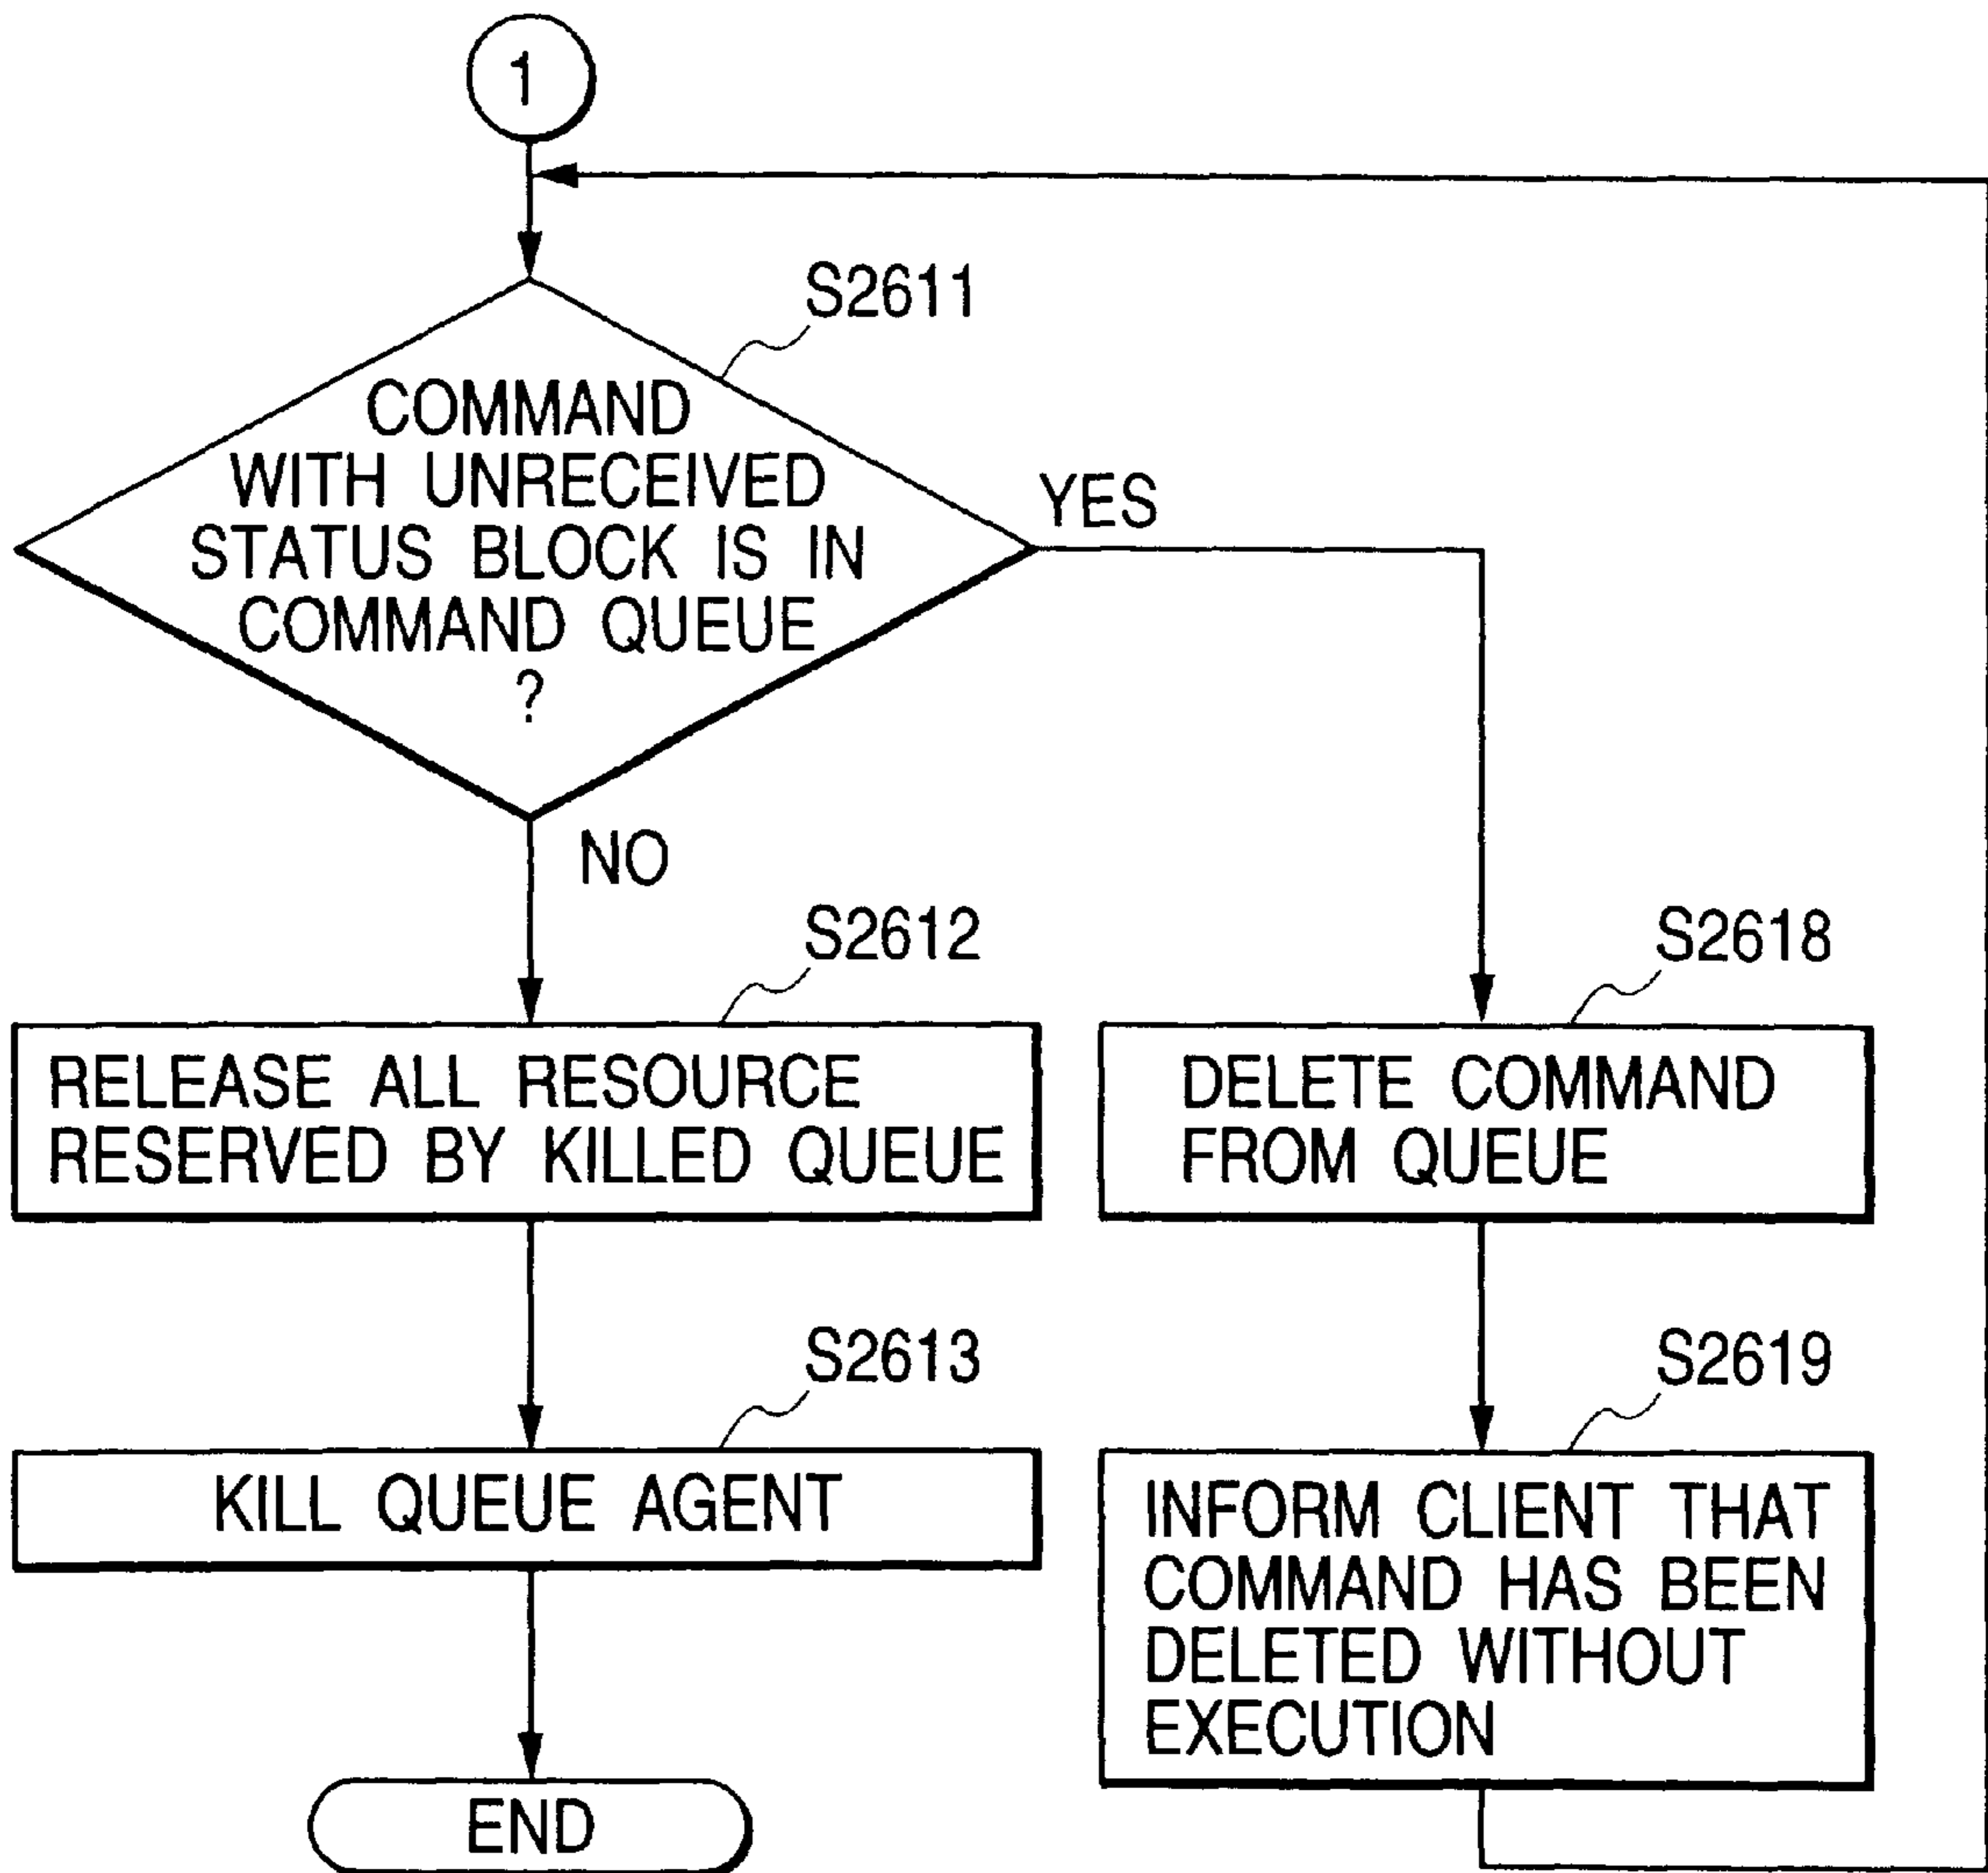 1
S2611
COMMAND
WITH UNRECEIVED
STATUS BLOCK IS IN
COMMAND QUEUE
?
YES
NO
S2612
RELEASE ALL RESOURCE
RESERVED BY KILLED QUEUE
S2618
DELETE COMMAND
FROM QUEUE
S2613
KILL QUEUE AGENT
S2619
INFORM CLIENT THAT
COMMAND HAS BEEN
DELETED WITHOUT
EXECUTION
END